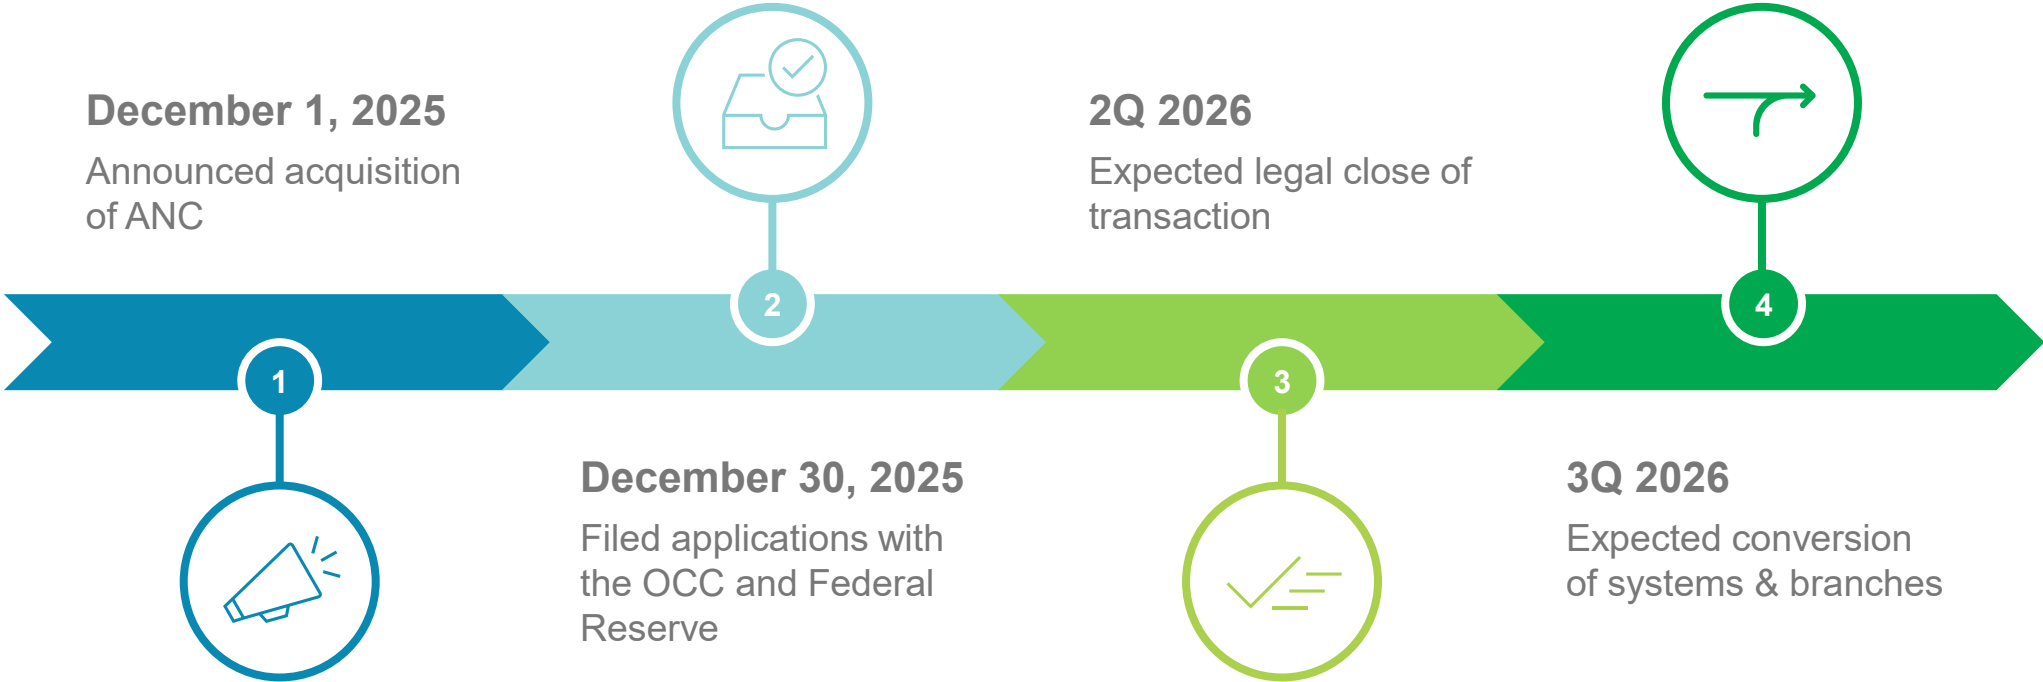 December 1, 2025
Announced acquisition
of ANC
1
2
December 30, 2025
Filed applications with
the OCC and Federal
Reserve
2Q 2026
Expected legal close of
transaction
3
4
3Q 2026
Expected conversion
of systems & branches